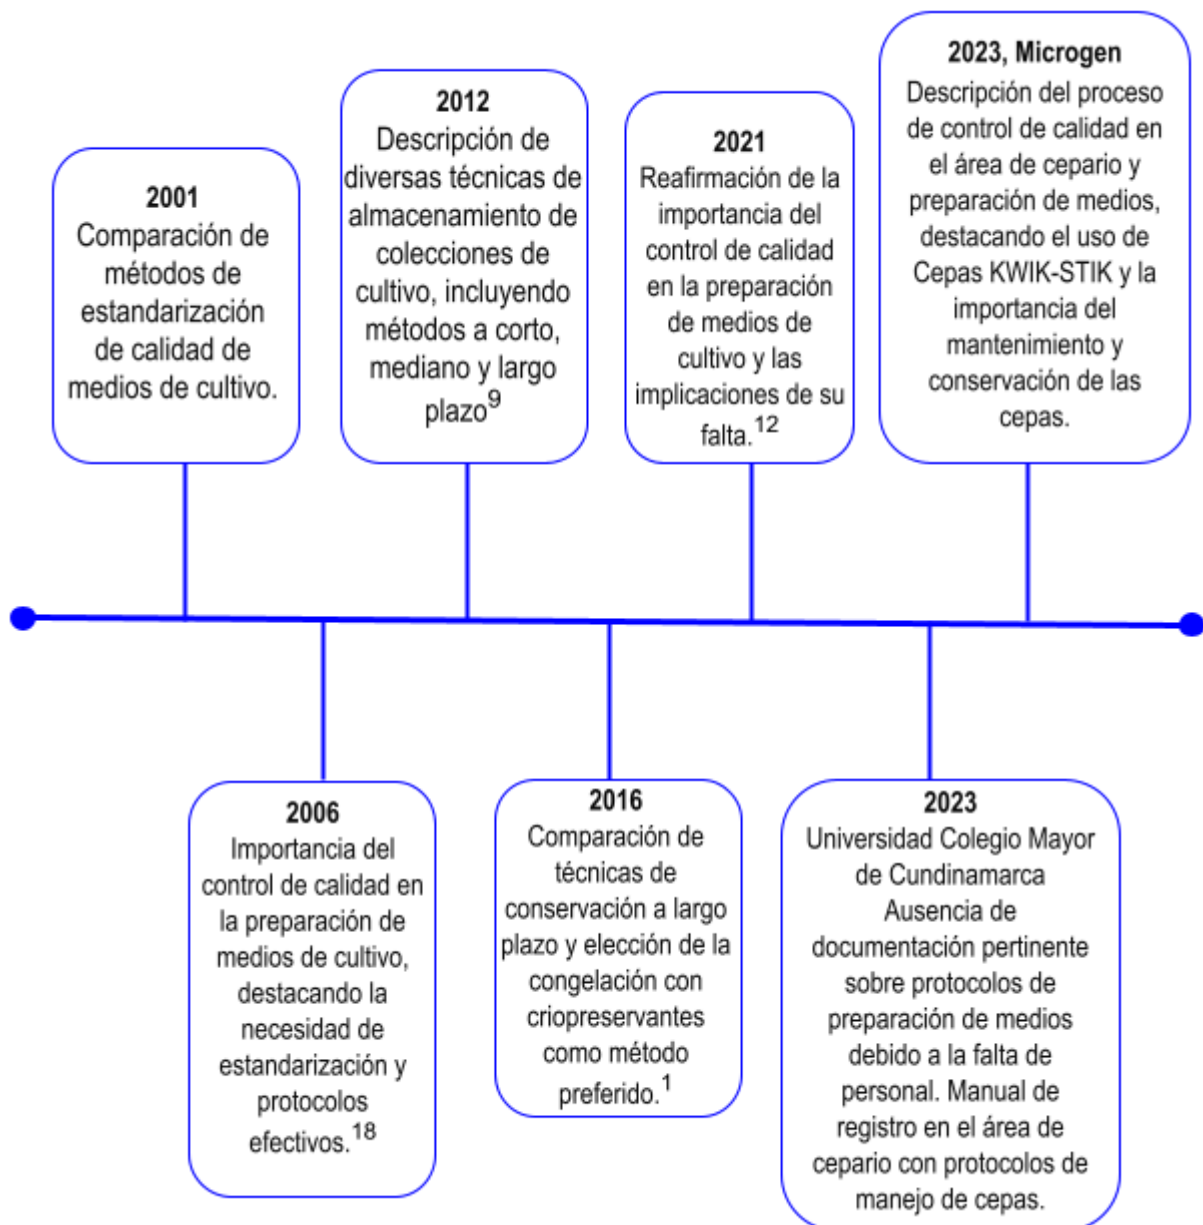 2001
Comparación de
métodos de
estandarización
de calidad de
medios de cultivo.
2012
Descripción de
diversas técnicas de
almacenamiento de
colecciones de
cultivo, incluyendo
métodos a corto,
mediano y largo
plazo⁹
2021
Reafirmación de la
importancia del
control de calidad
en la preparación
de medios de
cultivo y las
implicaciones de su
falta.¹²
2023, Microgen
Descripción del proceso
de control de calidad en
el área de cepario y
preparación de medios,
destacando el uso de
Cepas KWIK-STIK y la
importancia del
mantenimiento y
conservación de las
cepas.
2006
Importancia del
control de calidad en
la preparación de
medios de cultivo,
destacando la
necesidad de
estandarización y
protocolos
efectivos.¹⁸
2016
Comparación de
técnicas de
conservación a largo
plazo y elección de la
congelación con
criopreservantes
como método
preferido.¹
2023
Universidad Colegio Mayor
de Cundinamarca
Ausencia de
documentación pertinente
sobre protocolos de
preparación de medios
debido a la falta de
personal. Manual de
registro en el área de
cepario con protocolos de
manejo de cepas.